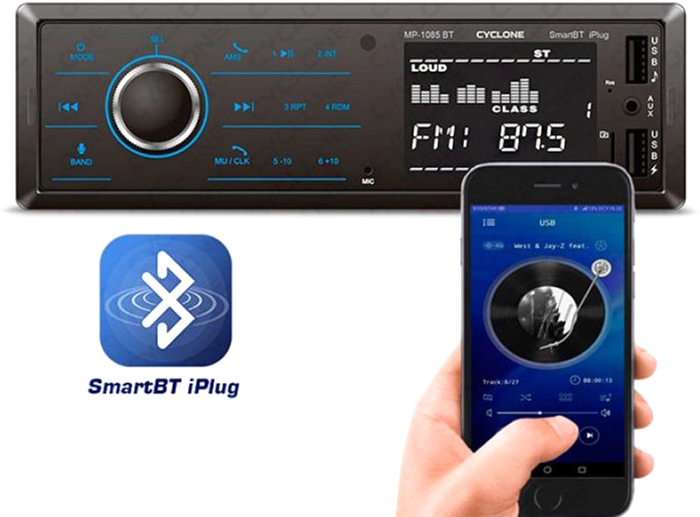 MP-1085 BT CYCLONE SmartBT iPlug
SEL
MODE
AMS
1
2 INT
ST
LOUD
USB
Res
AUX
3 RPT
4 RDM
CLASS
1
FM1 87.5
BAND
MU / CLK
5 -10
6 +10
MIC
USB
USB
West & Jay-Z feat.
Track:6/27
00:00:13
SmartBT iPlug